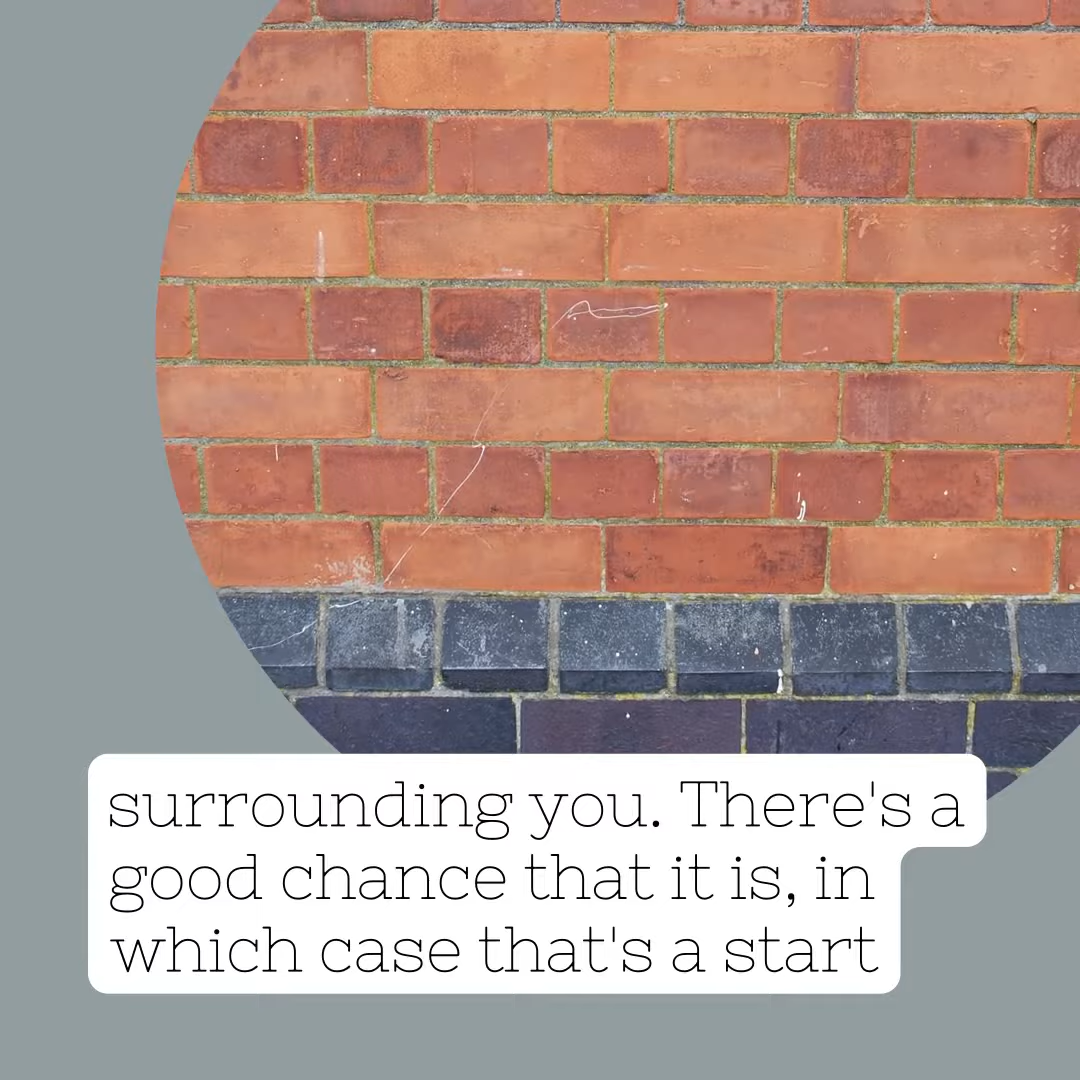 surrounding you. There's a
good chance that it is, in
which case that's a start